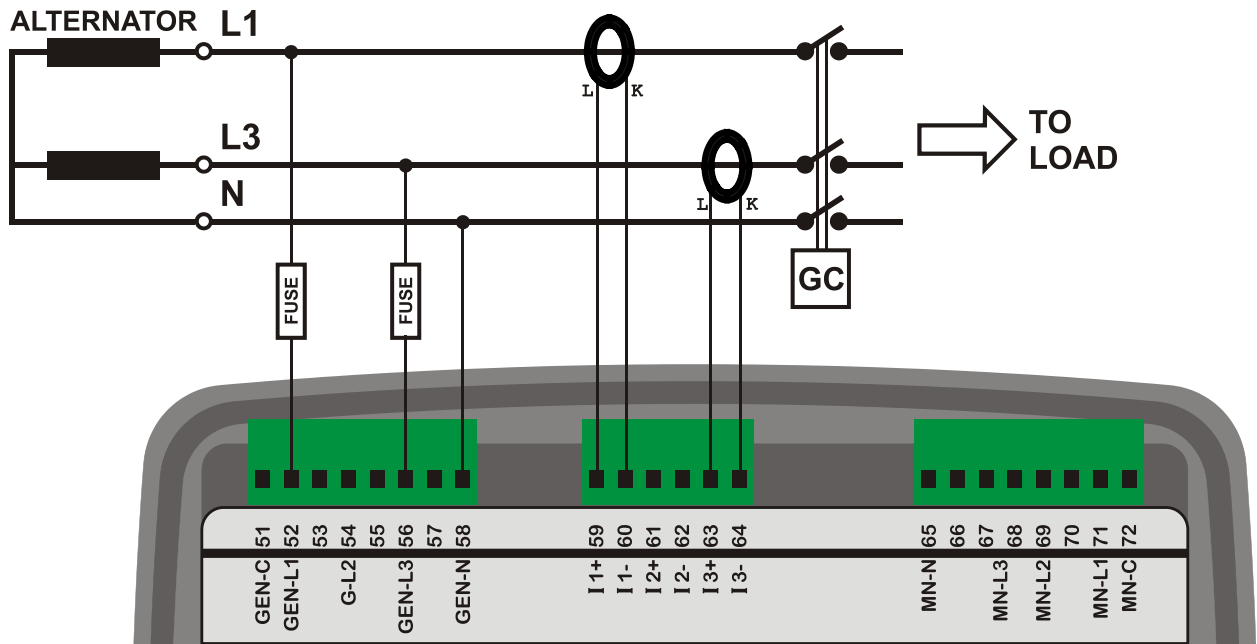 ALTERNATOR
L1
L K
L3
L K
N
TO
LOAD
FUSE
FUSE
GC
51 52 53 54 55 56 57 58
59 60 61 62 63 64
65 66 67 68 69 70 71 72
GEN-C
GEN-L1
G-L2
GEN-L3
GEN-N
I 1+
I 1-
I 2+
I 2-
I 3+
I 3-
MN-N
MN-L3
MN-L2
MN-L1
MN-C